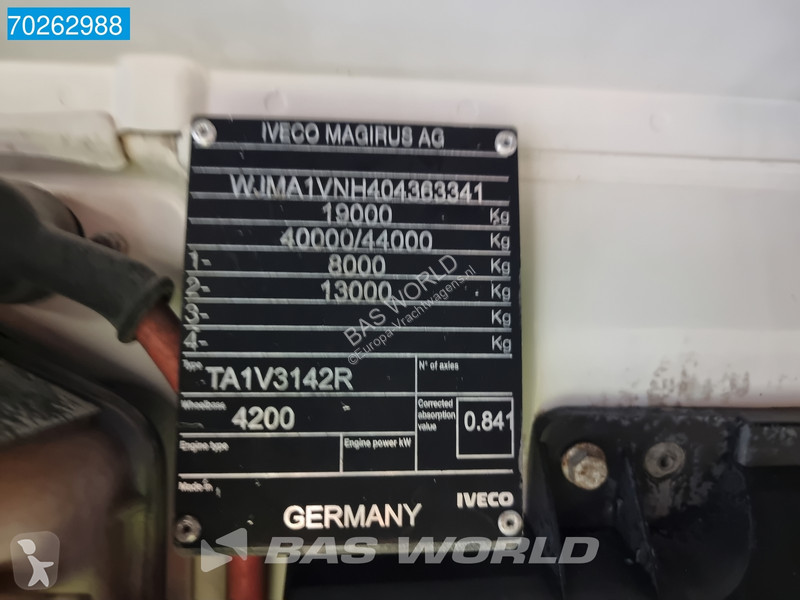 70262988
IVECO MAGIRUS AG
WJMA1VNH404363341
19000 Kg
40000/44000 Kg
1- 8000 Kg
2- 13000 Kg
3- Kg
4- Kg
BAS WORLD
©Europa-Vrachtwagens.nl
Type TA1V3142R N° of axles
Wheelbase 4200 Corrected absorption value 0.841
Engine type Engine power kW
Made in GERMANY IVECO
BAS WORLD